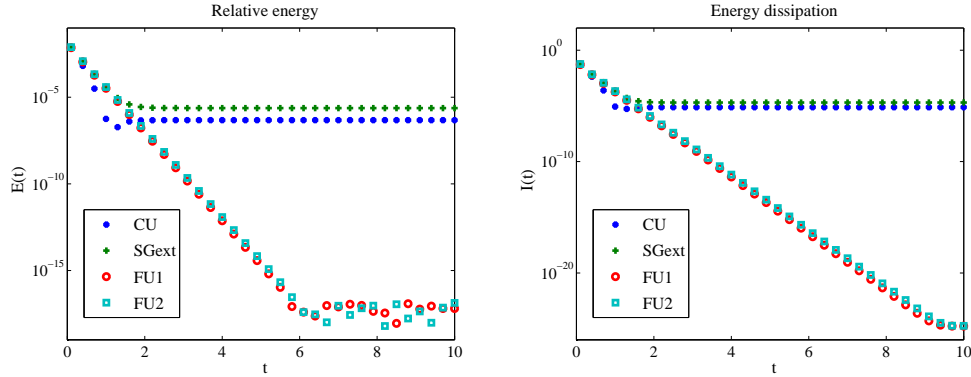 Relative energy
E(t)
10^−5
10^−10
10^−15
CU
SGext
FU1
FU2
0 2 4 6 8 10
t
Energy dissipation
I(t)
10^0
10^−10
10^−20
CU
SGext
FU1
FU2
0 2 4 6 8 10
t